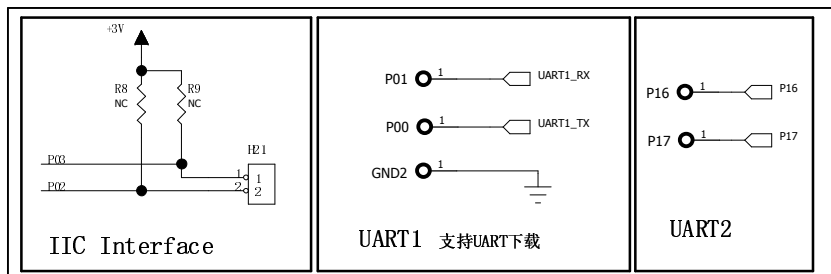 +3V
R8
NC
R9
NC
H21
P03
P02
1
2
1
2
IIC Interface
P01
1
UART1_RX
P00
1
UART1_TX
GND2
1
UART1 支持UART下载
P16
1
P16
P17
1
P17
UART2